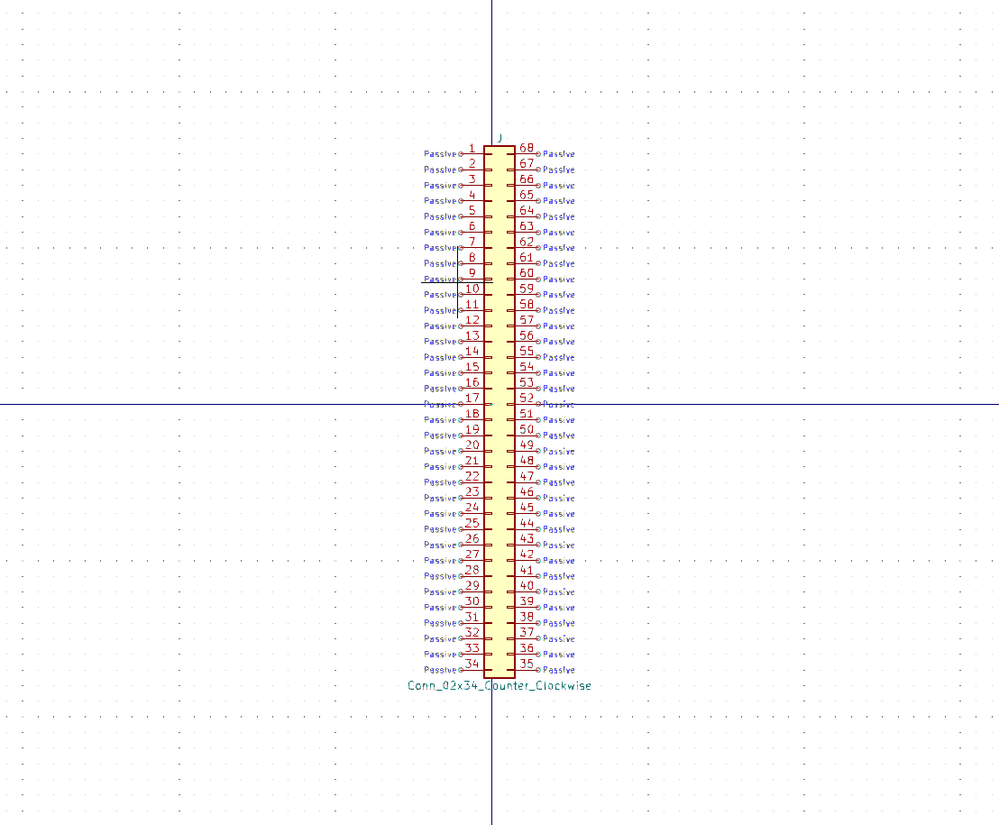 J
Passive 1 68 Passive
Passive 2 67 Passive
Passive 3 66 Passive
Passive 4 65 Passive
Passive 5 64 Passive
Passive 6 63 Passive
Passive 7 62 Passive
Passive 8 61 Passive
Passive 9 60 Passive
Passive 10 59 Passive
Passive 11 58 Passive
Passive 12 57 Passive
Passive 13 56 Passive
Passive 14 55 Passive
Passive 15 54 Passive
Passive 16 53 Passive
Passive 17 52 Passive
Passive 18 51 Passive
Passive 19 50 Passive
Passive 20 49 Passive
Passive 21 48 Passive
Passive 22 47 Passive
Passive 23 46 Passive
Passive 24 45 Passive
Passive 25 44 Passive
Passive 26 43 Passive
Passive 27 42 Passive
Passive 28 41 Passive
Passive 29 40 Passive
Passive 30 39 Passive
Passive 31 38 Passive
Passive 32 37 Passive
Passive 33 36 Passive
Passive 34 35 Passive
Conn_02x34_Counter_Clockwise